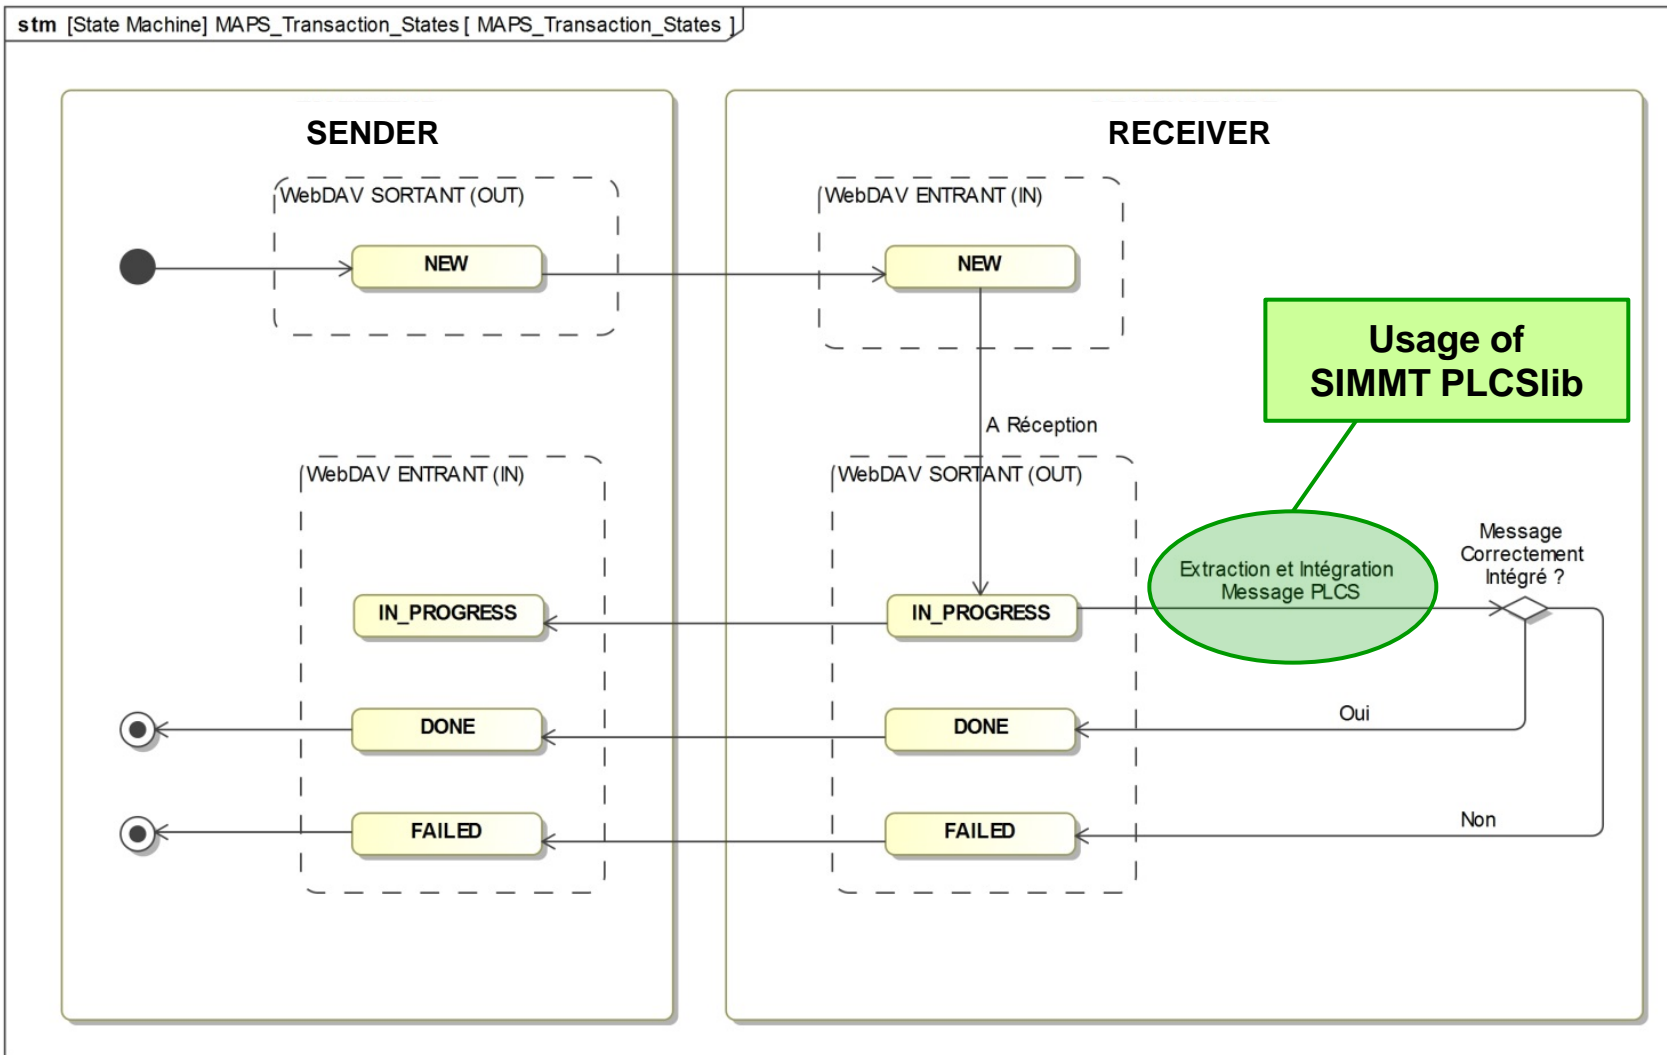 stm [State Machine] MAPS_Transaction_States [ MAPS_Transaction_States ]
SENDER
WebDAV SORTANT (OUT)
NEW
WebDAV ENTRANT (IN)
IN_PROGRESS
DONE
FAILED
RECEIVER
WebDAV ENTRANT (IN)
NEW
A Réception
WebDAV SORTANT (OUT)
IN_PROGRESS
DONE
FAILED
Usage of
SIMMT PLCSlib
Extraction et Intégration
Message PLCS
Message
Correctement
Intégré ?
Oui
Non